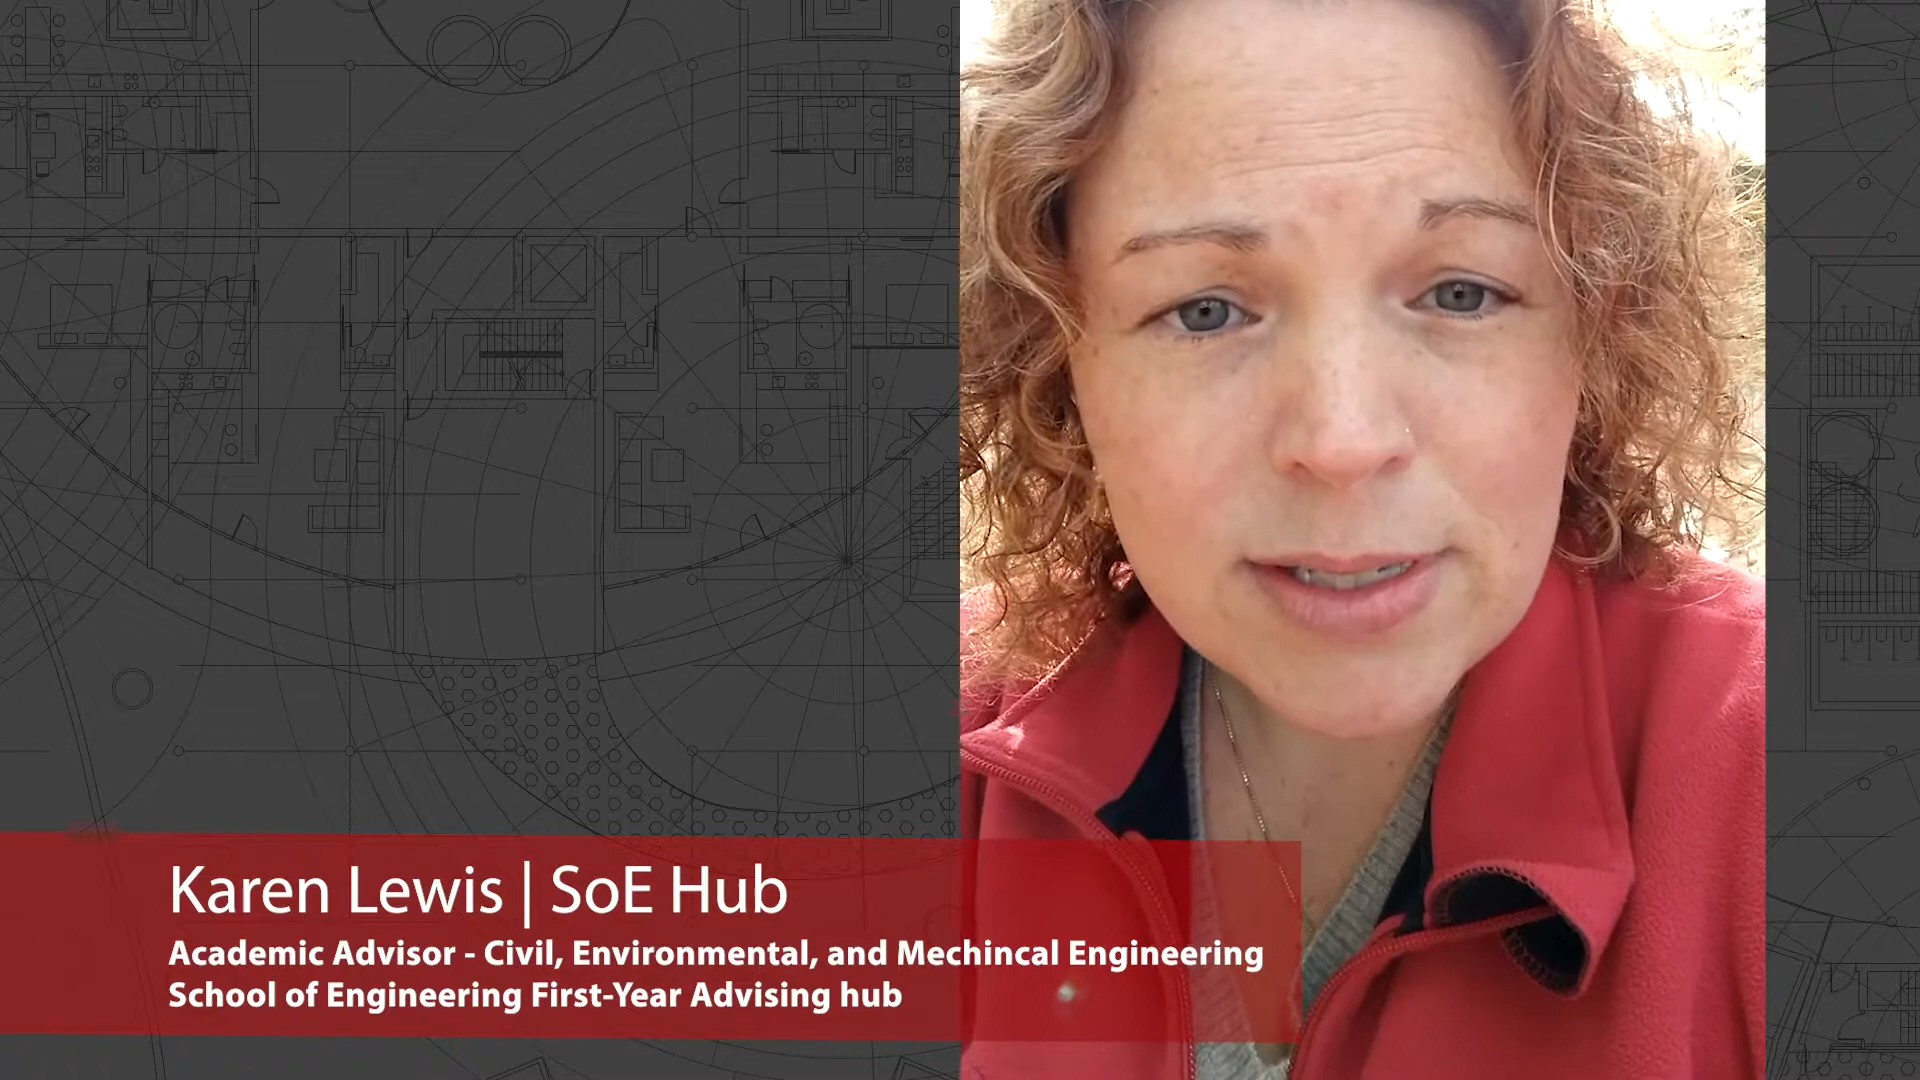 Karen Lewis | SoE Hub
Academic Advisor - Civil, Environmental, and Mechincal Engineering
School of Engineering First-Year Advising hub